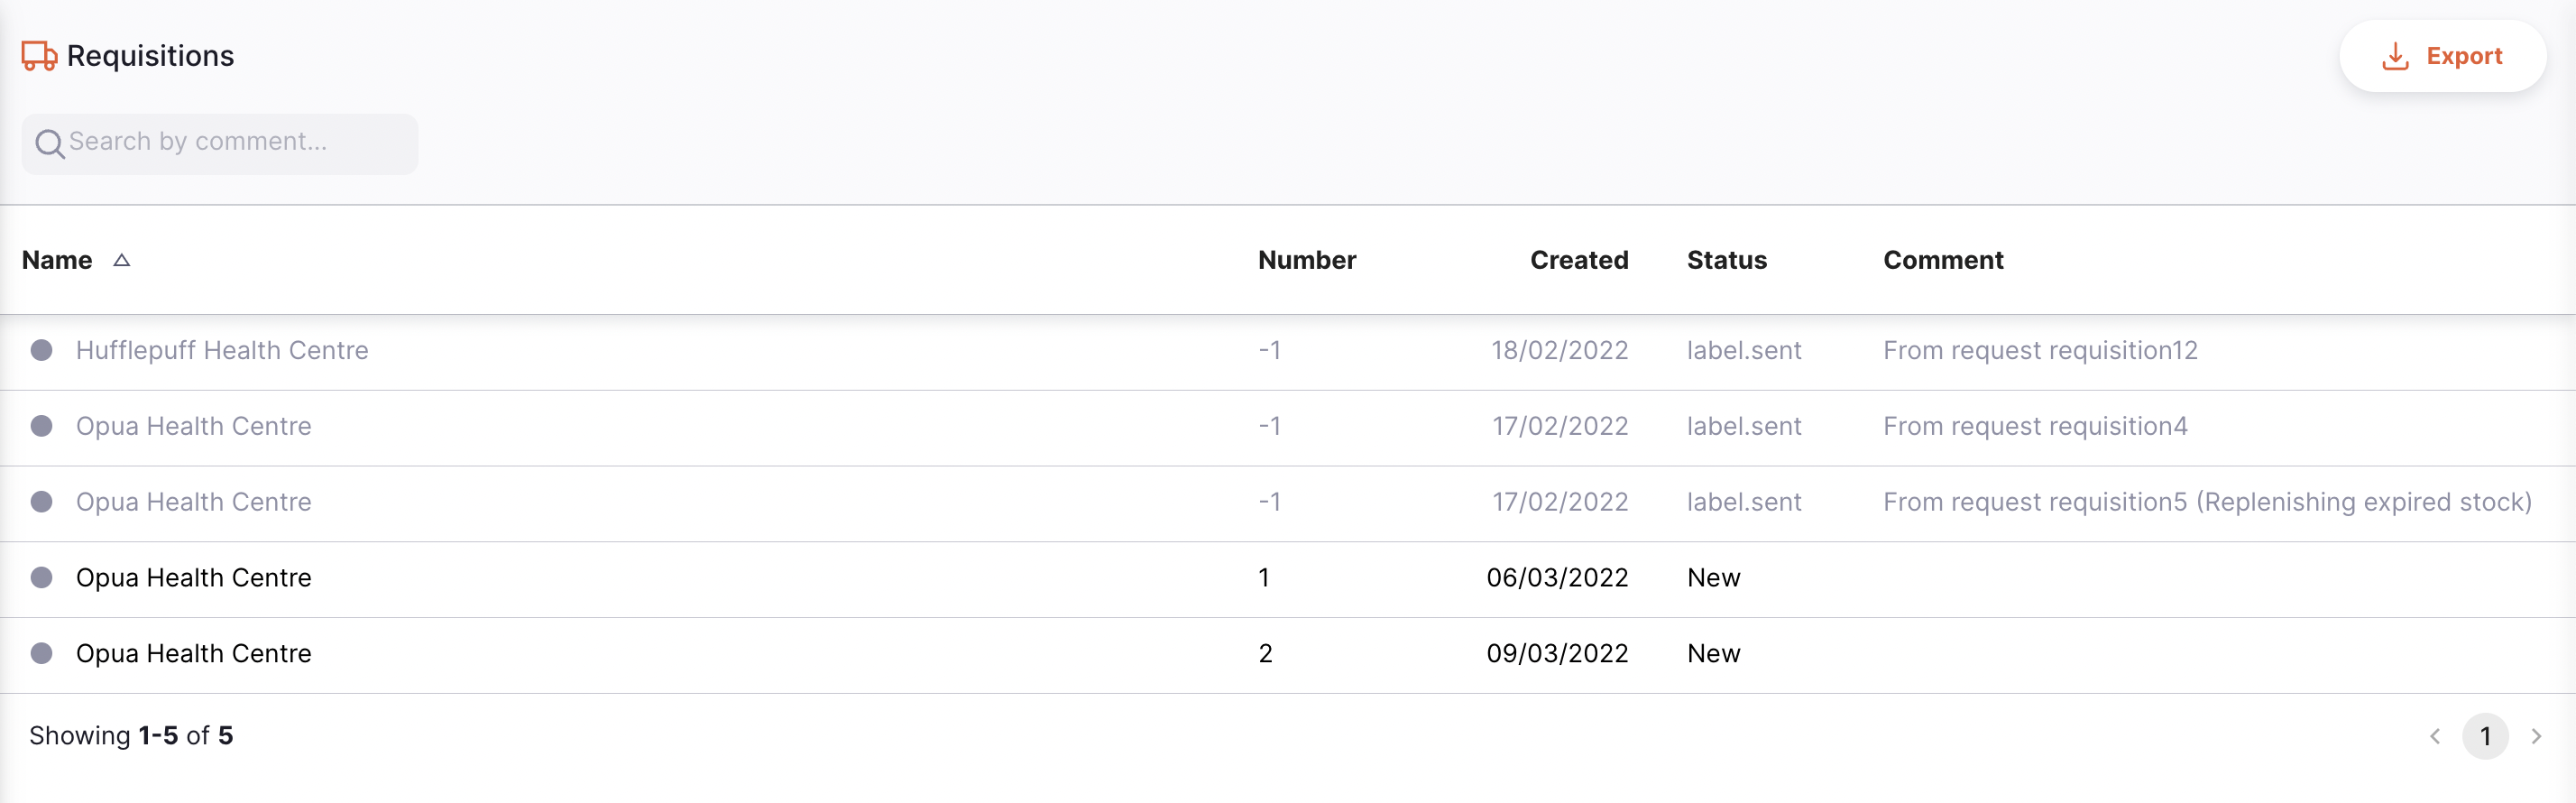 Requisitions
Export
Search by comment...
Name Number Created Status Comment
Hufflepuff Health Centre -1 18/02/2022 label.sent From request requisition12
Opua Health Centre -1 17/02/2022 label.sent From request requisition4
Opua Health Centre -1 17/02/2022 label.sent From request requisition5 (Replenishing expired stock)
Opua Health Centre 1 06/03/2022 New
Opua Health Centre 2 09/03/2022 New
Showing 1-5 of 5
1